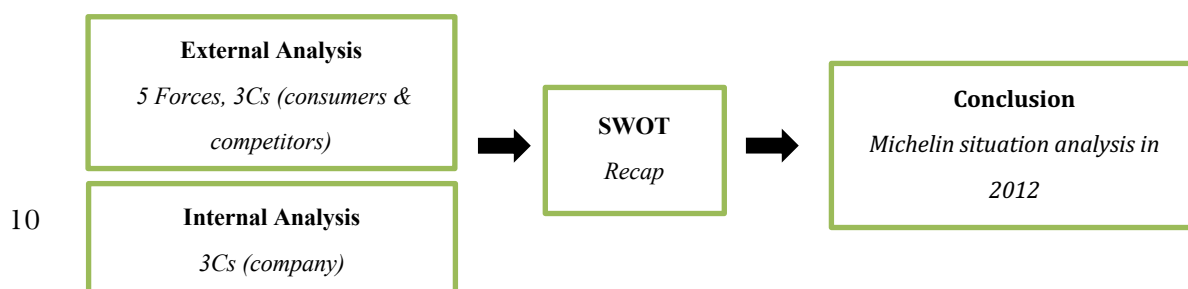 External Analysis
5 Forces, 3Cs (consumers &
competitors)
10
Internal Analysis
3Cs (company)
SWOT
Recap
Conclusion
Michelin situation analysis in
2012